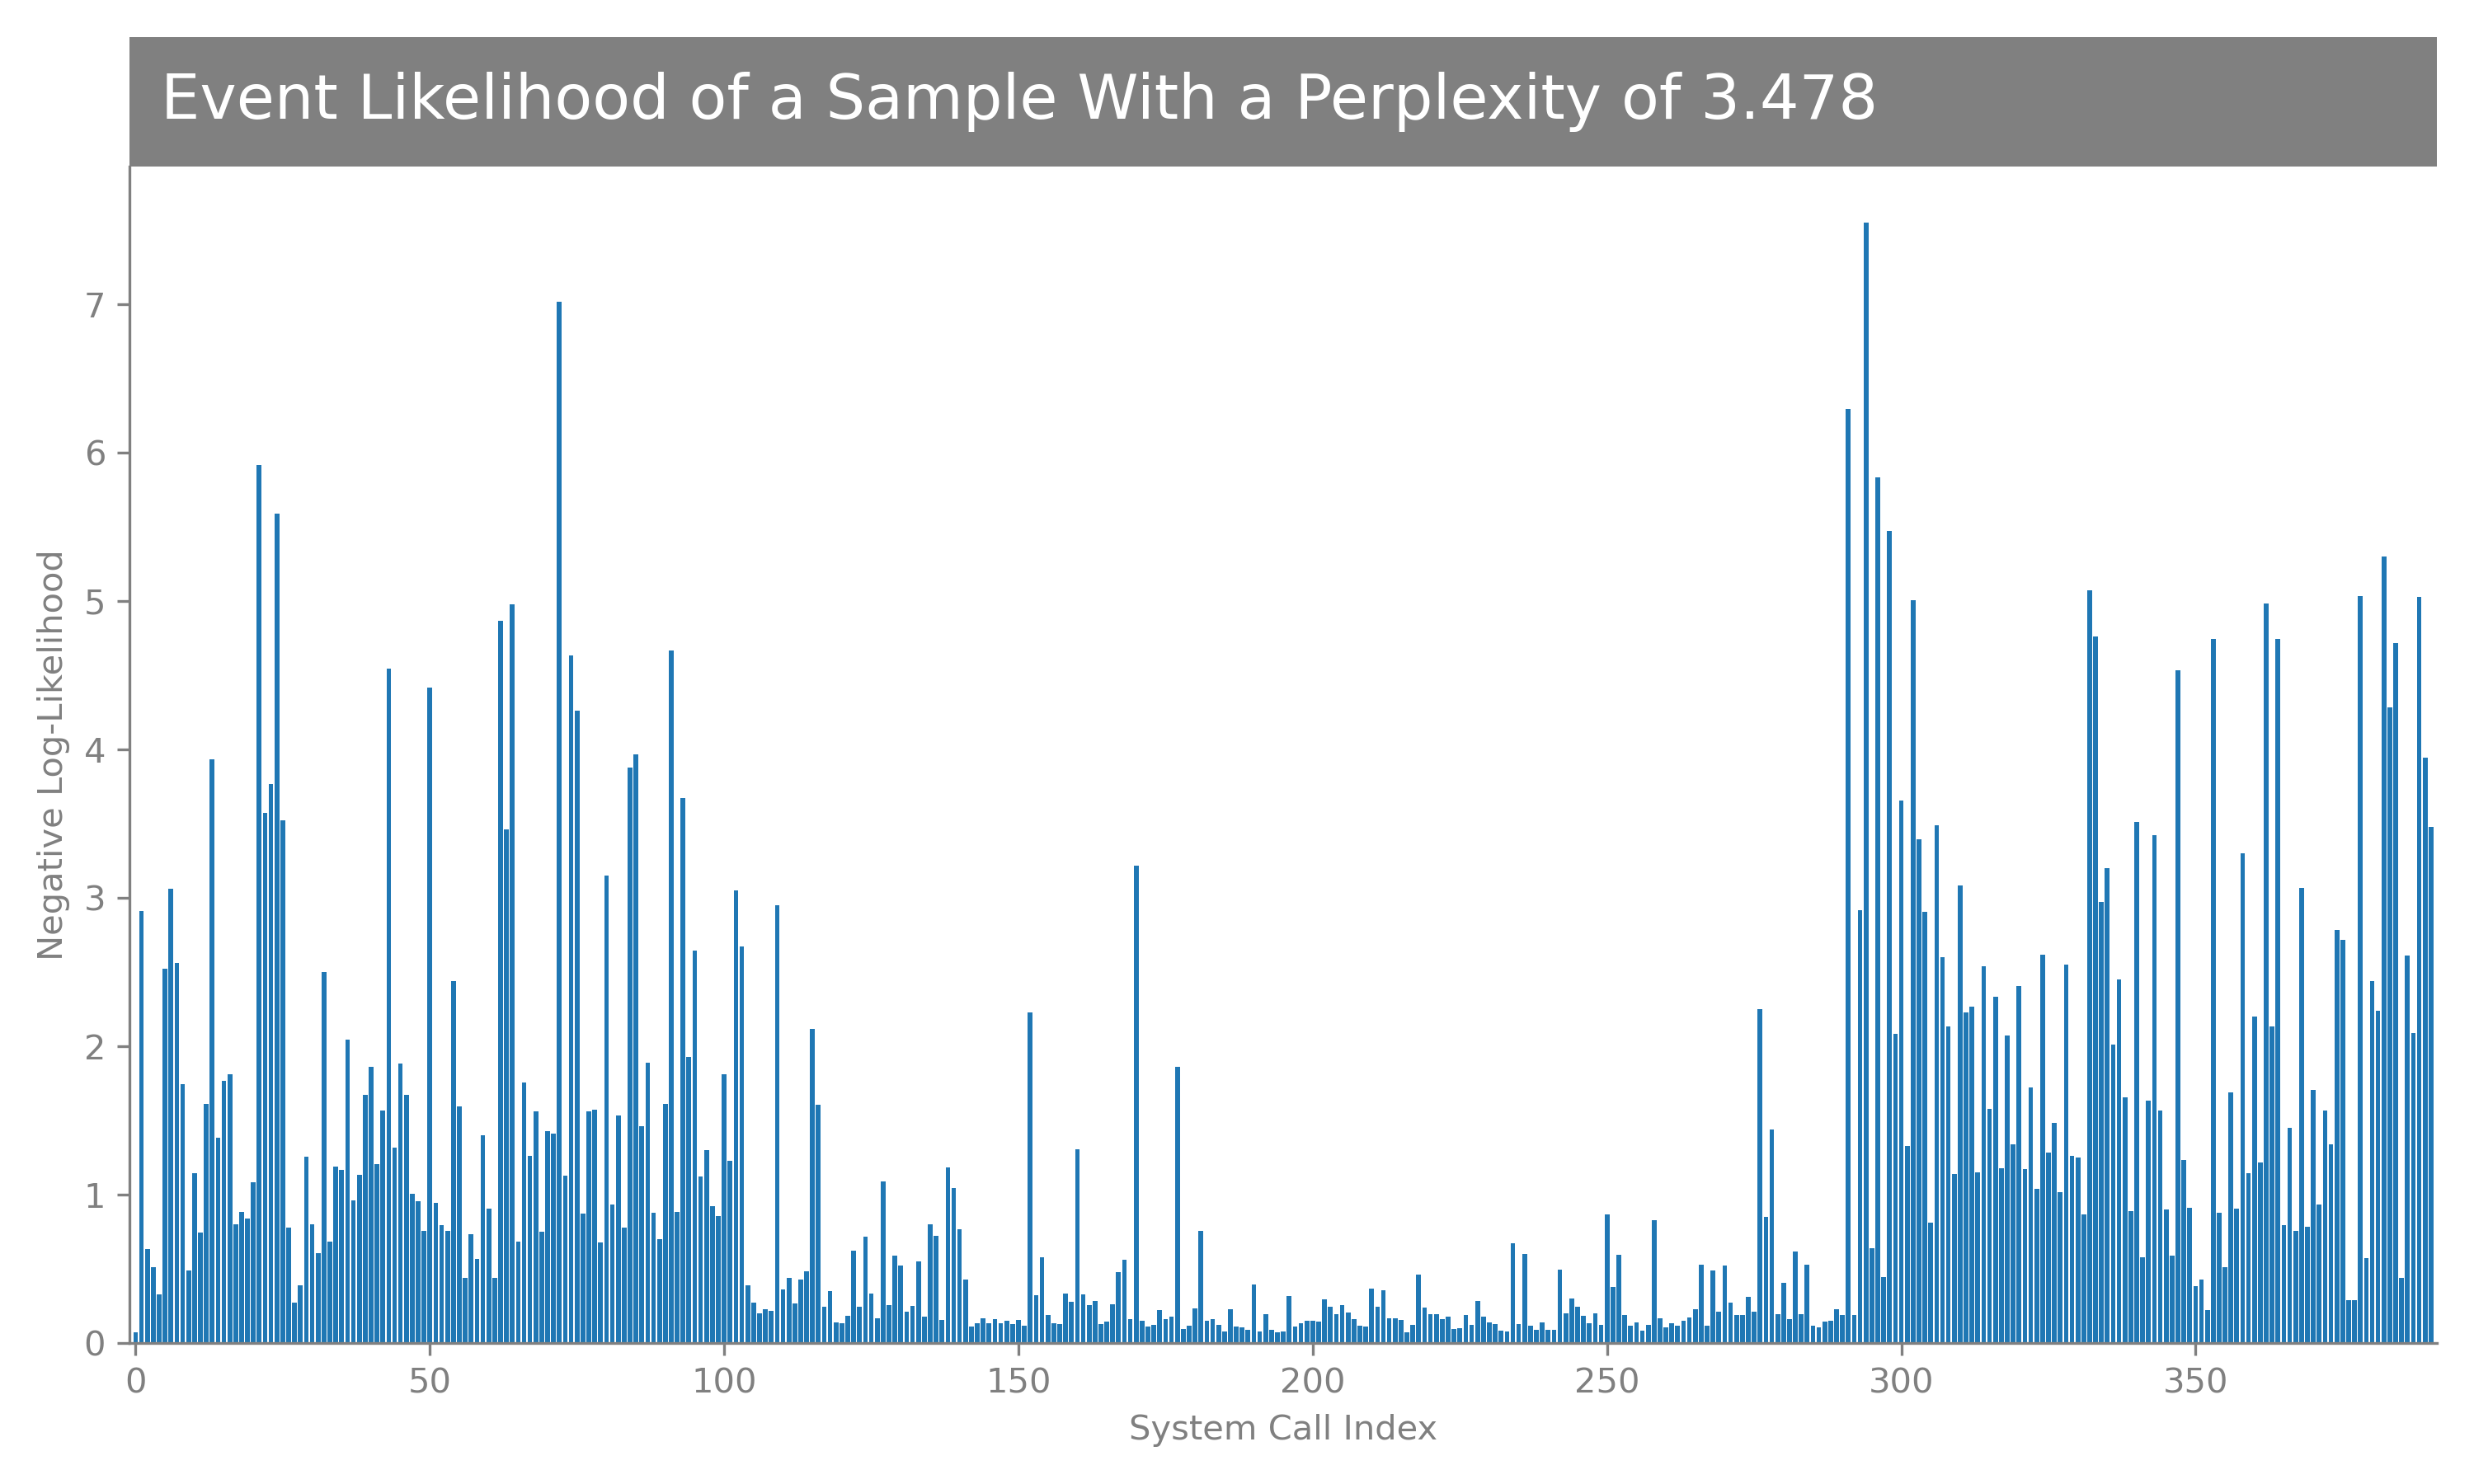 Event Likelihood of a Sample With a Perplexity of 3.478
Negative Log-Likelihood
7
6
5
4
3
2
1
0
0 50 100 150 200 250 300 350
System Call Index